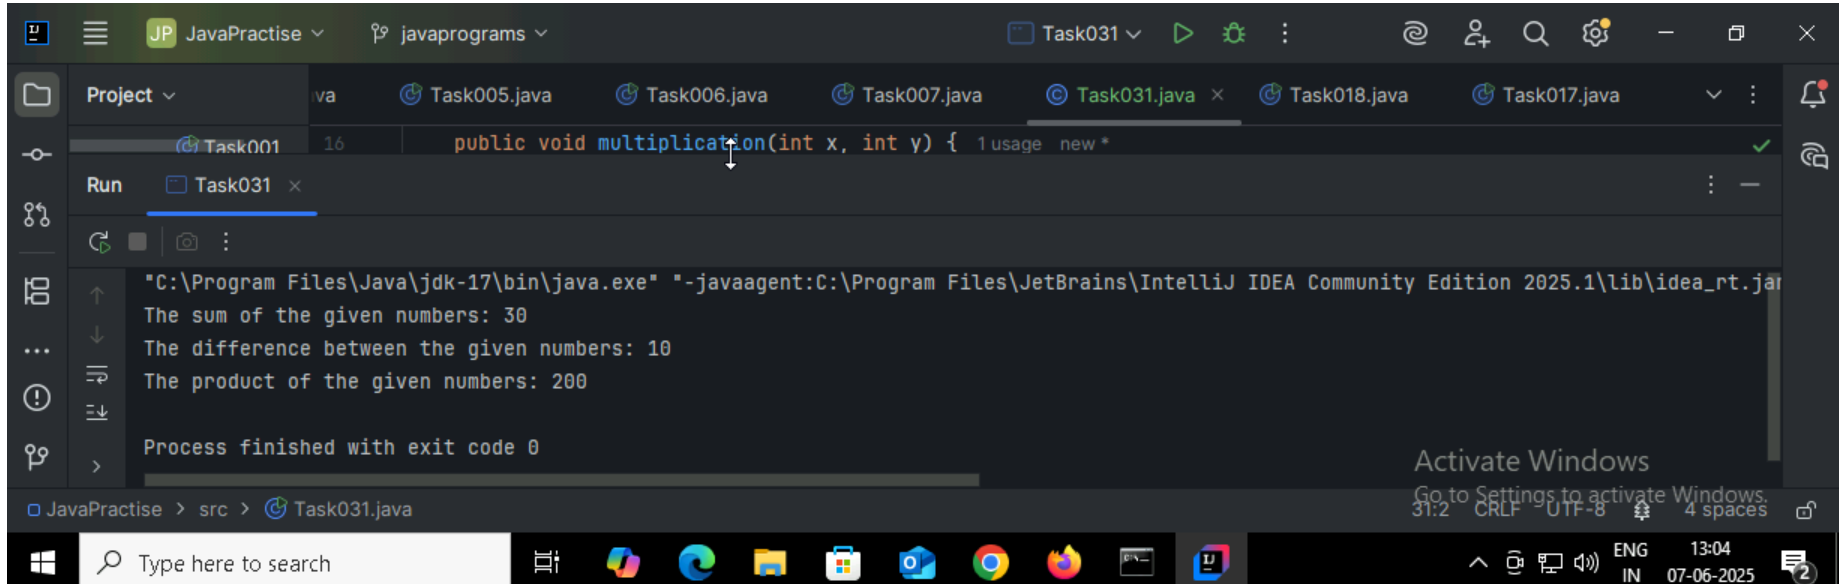 JP JavaPractise javaprograms Task031
Project va Task005.java Task006.java Task007.java Task031.java Task018.java Task017.java
Task001 16 public void multiplication(int x, int y) { 1 usage new *
Run Task031
"C:\Program Files\Java\jdk-17\bin\java.exe" "-javaagent:C:\Program Files\JetBrains\IntelliJ IDEA Community Edition 2025.1\lib\idea_rt.jar
The sum of the given numbers: 30
The difference between the given numbers: 10
The product of the given numbers: 200
Process finished with exit code 0
Activate Windows
Go to Settings to activate Windows.
JavaPractise > src > Task031.java 31:2 CRLF UTF-8 4 spaces
Type here to search ENG 13:04
IN 07-06-2025 2